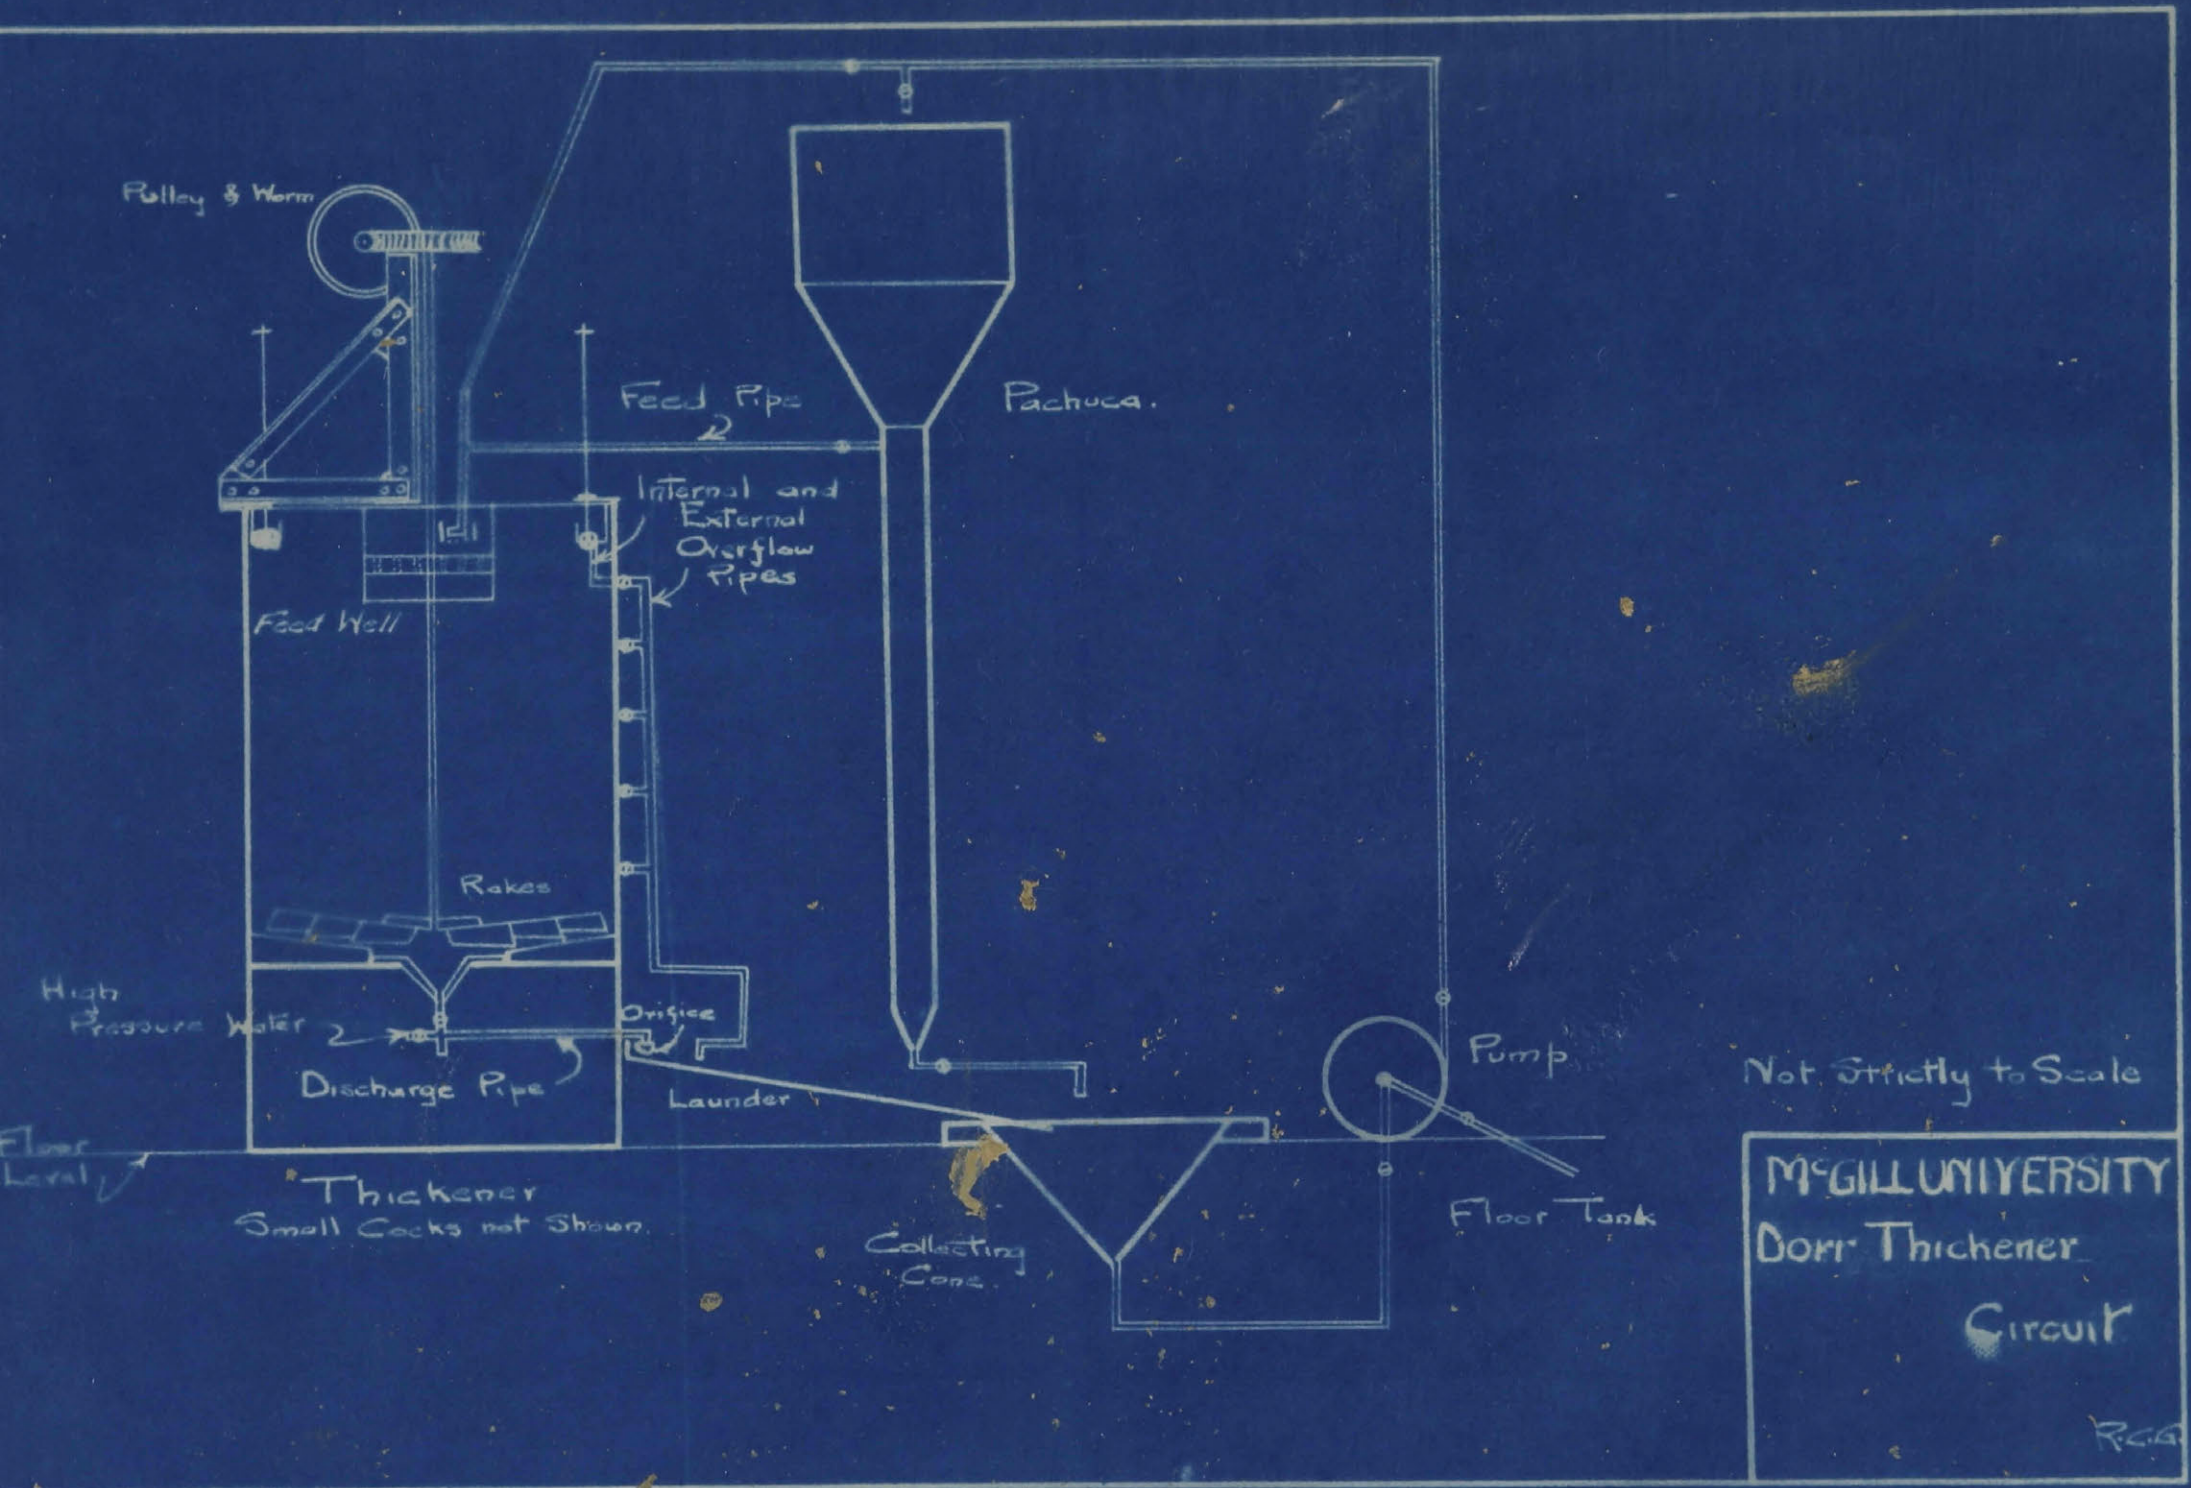 Pulley & Worm
Feed Pipe
Pachuca.
Internal and
External
Overflow
Pipes
Feed Well
Rakes
High
Pressure Water
Orifice
Discharge Pipe
Launder
Pump
Not Strictly to Scale
Floor
Level
Thickener
Small Cocks not Shown.
Collecting
Cone.
Floor Tank
McGILL UNIVERSITY
Dorr Thickener
Circuit
R.C.G.